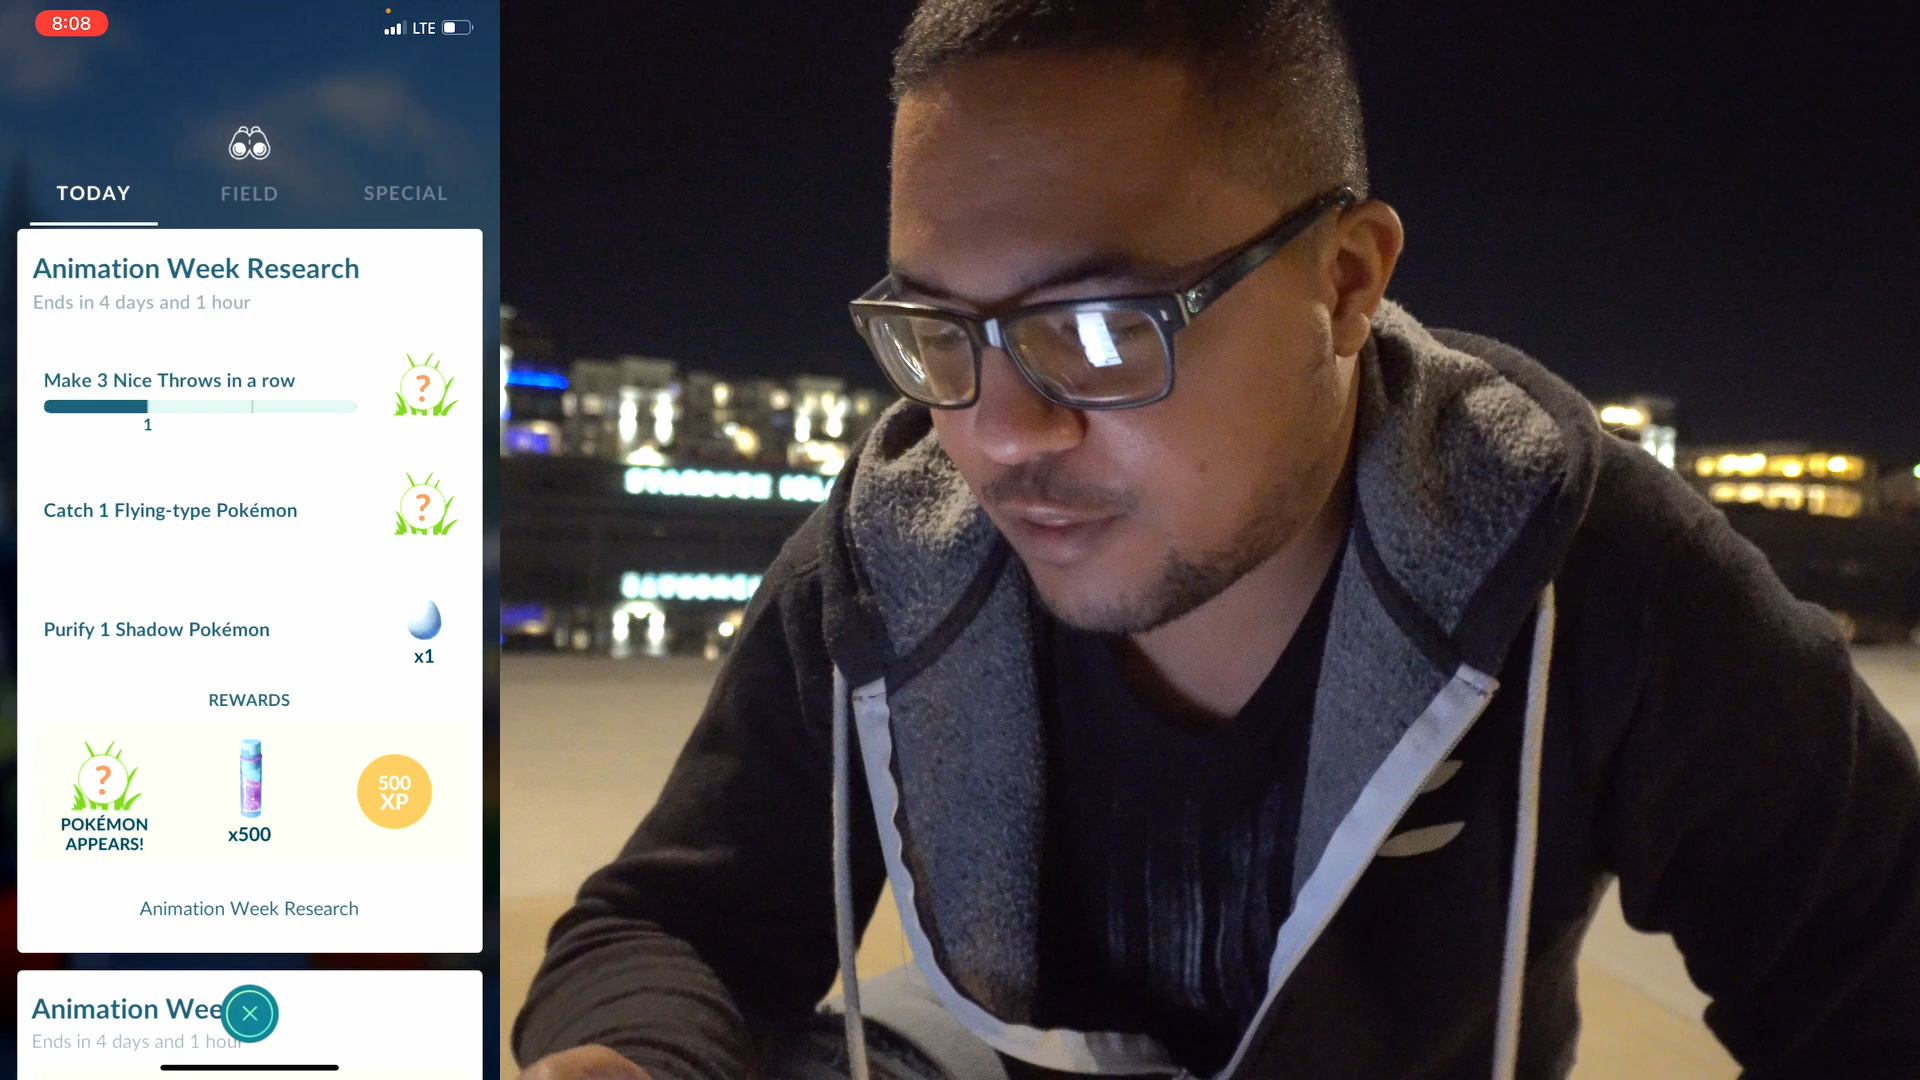 8:08
LTE
TODAY
FIELD
SPECIAL
Animation Week Research
Ends in 4 days and 1 hour
Make 3 Nice Throws in a row
?
1
Catch 1 Flying-type Pokémon
?
Purify 1 Shadow Pokémon
x1
REWARDS
?
POKÉMON
APPEARS!
x500
500
XP
Animation Week Research
Animation Wee
Ends in 4 days and 1 hour